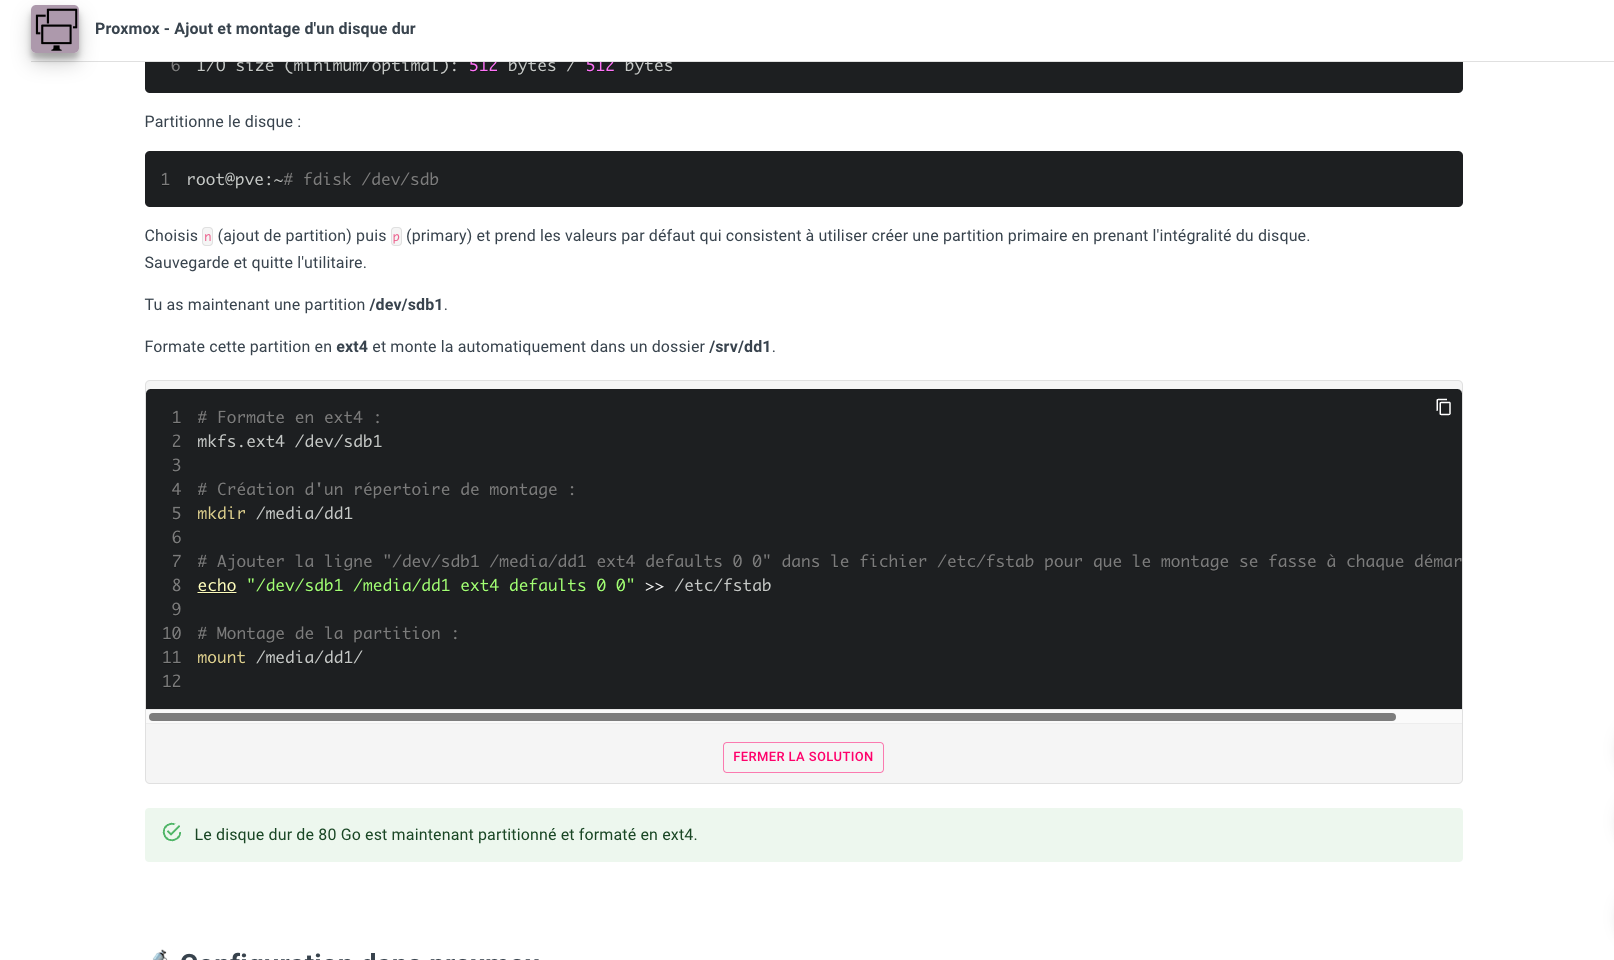 Proxmox - Ajout et montage d'un disque dur
6 I/O size (minimum/optimal): 512 bytes / 512 bytes
Partitionne le disque :
1 root@pve:~# fdisk /dev/sdb
Choisis n (ajout de partition) puis p (primary) et prend les valeurs par défaut qui consistent à utiliser créer une partition primaire en prenant l'intégralité du disque.
Sauvegarde et quitte l'utilitaire.
Tu as maintenant une partition /dev/sdb1.
Formate cette partition en ext4 et monte la automatiquement dans un dossier /srv/dd1.
1 # Formate en ext4 :
2 mkfs.ext4 /dev/sdb1
3
4 # Création d'un répertoire de montage :
5 mkdir /media/dd1
6
7 # Ajouter la ligne "/dev/sdb1 /media/dd1 ext4 defaults 0 0" dans le fichier /etc/fstab pour que le montage se fasse à chaque démar
8 echo "/dev/sdb1 /media/dd1 ext4 defaults 0 0" >> /etc/fstab
9
10 # Montage de la partition :
11 mount /media/dd1/
12
FERMER LA SOLUTION
Le disque dur de 80 Go est maintenant partitionné et formaté en ext4.
Configuration dans proxmox